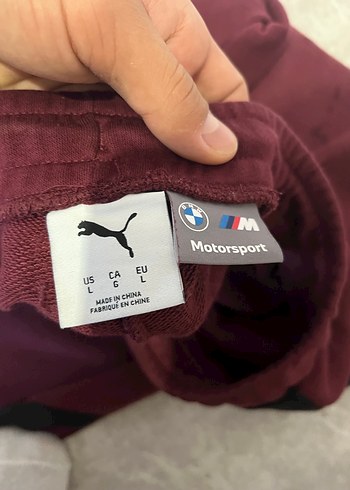 US CA EU
L G L
MADE IN CHINA
FABRIQUÉ EN CHINE
M
Motorsport